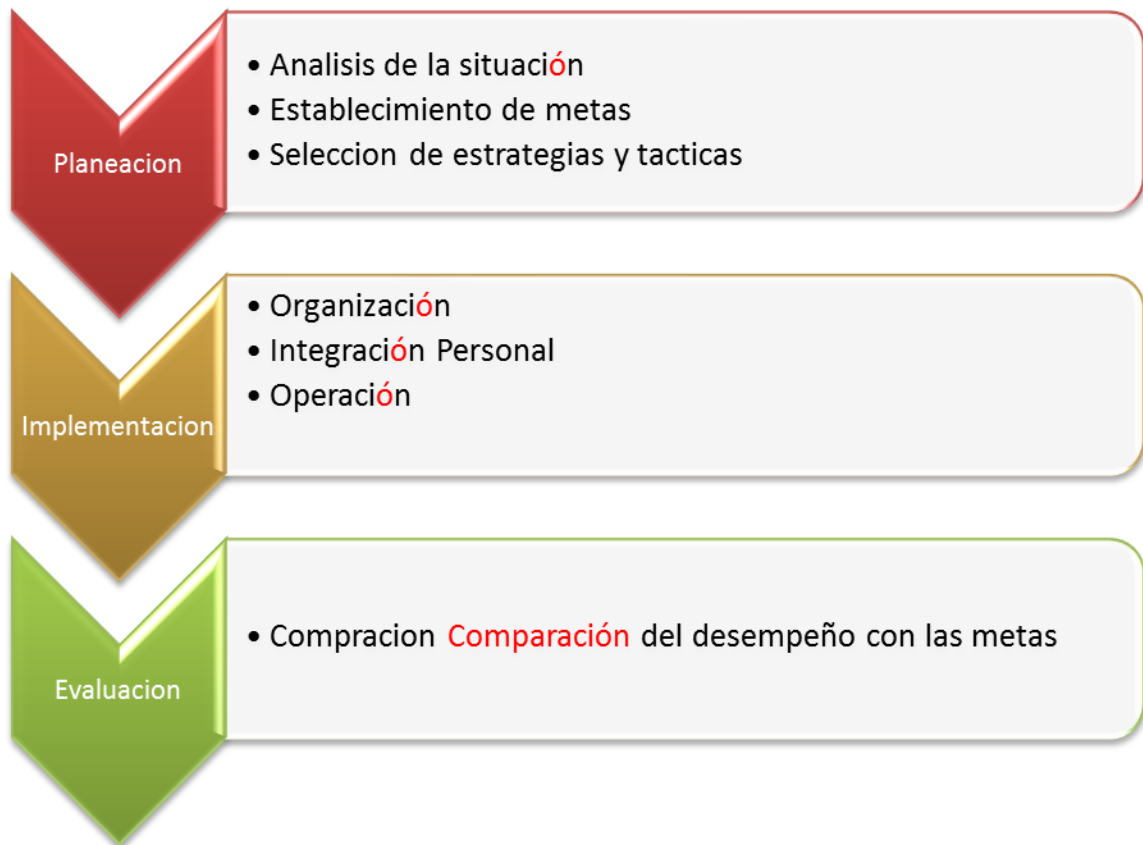 Planeacion
• Analisis de la situación
• Establecimiento de metas
• Seleccion de estrategias y tacticas
Implementacion
• Organización
• Integración Personal
• Operación
Evaluacion
• Compracion Comparación del desempeño con las metas